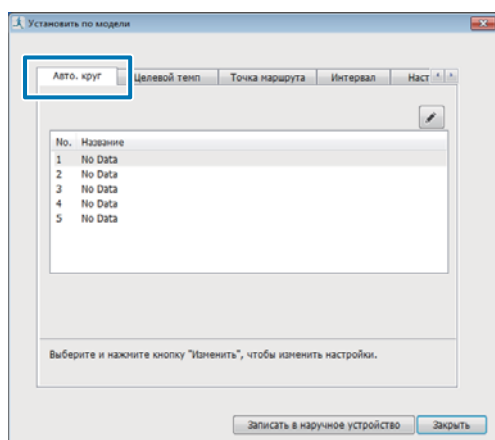 Установить по модели
Авто. круг Целевой темп Точка маршрута Интервал Наст
No. Название
1 No Data
2 No Data
3 No Data
4 No Data
5 No Data
Выберите и нажмите кнопку "Изменить", чтобы изменить настройки.
Записать в наручное устройство Закрыть